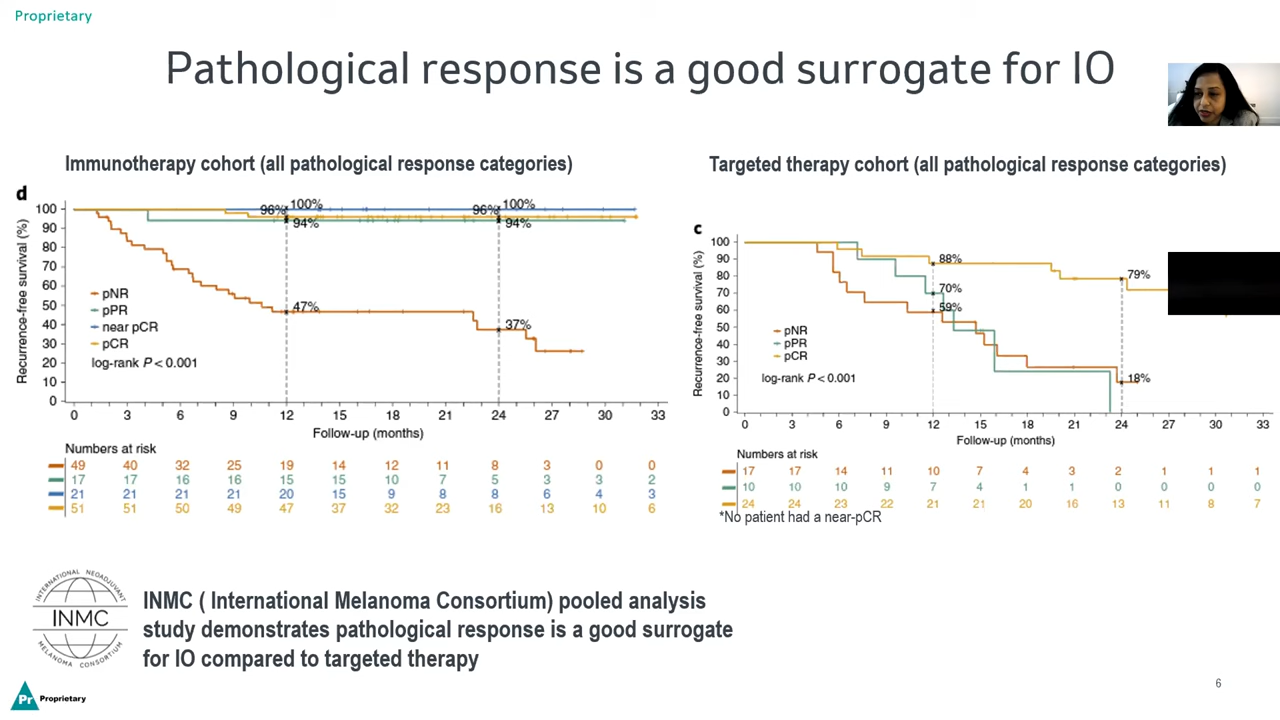 Proprietary
Pathological response is a good surrogate for IO
Immunotherapy cohort (all pathological response categories)
d
Recurrence-free survival (%)
100
90
80
70
60
50
40
30
20
10
0
96%
100%
94%
96%
100%
94%
47%
37%
pNR
pPR
near pCR
pCR
log-rank P < 0.001
0 3 6 9 12 15 18 21 24 27 30 33
Follow-up (months)
Numbers at risk
49 40 32 25 19 14 12 11 8 3 0 0
17 17 16 16 15 15 10 7 5 3 3 2
21 21 21 21 20 15 9 8 8 6 4 3
51 51 50 49 47 37 32 23 16 13 10 6
Targeted therapy cohort (all pathological response categories)
c
Recurrence-free survival (%)
100
90
80
70
60
50
40
30
20
10
0
88%
79%
70%
59%
18%
pNR
pPR
pCR
log-rank P < 0.001
0 3 6 9 12 15 18 21 24 27 30 33
Follow-up (months)
Numbers at risk
17 17 14 11 10 7 4 3 2 1 1 1
10 10 10 9 7 4 1 1 0 0 0 0
24 24 23 22 21 21 20 16 13 11 8 7
*No patient had a near-pCR
INTERNATIONAL NEOADJUVANT
INMC
MELANOMA CONSORTIUM
INMC ( International Melanoma Consortium) pooled analysis
study demonstrates pathological response is a good surrogate
for IO compared to targeted therapy
Pr Proprietary
6